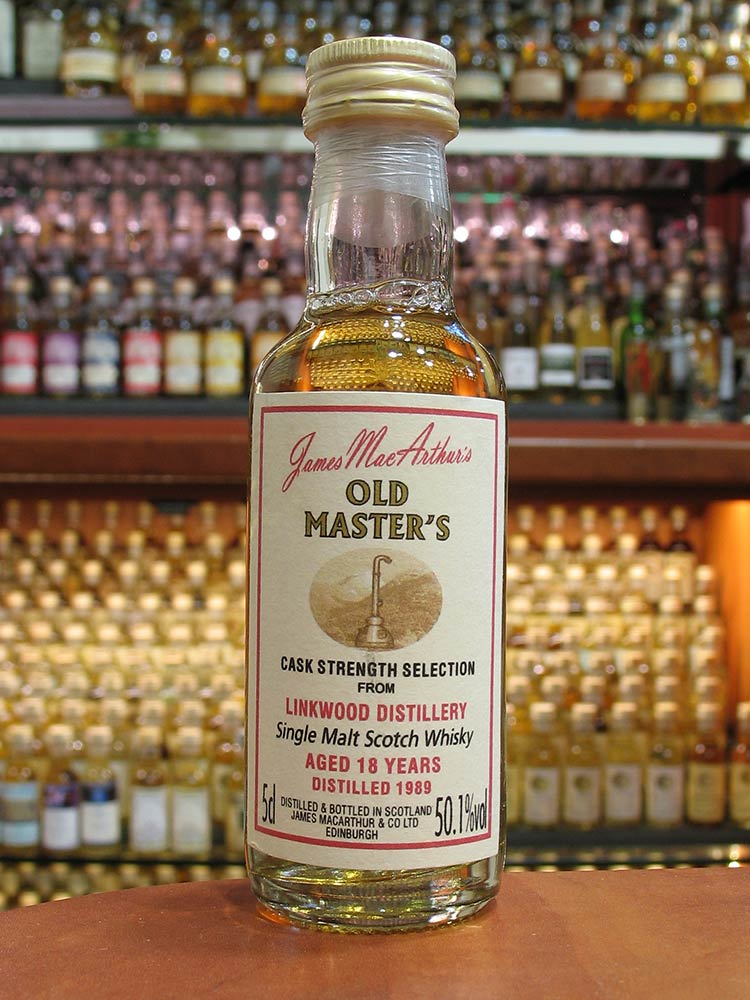 James MacArthur's
OLD
MASTER'S
CASK STRENGTH SELECTION
FROM
LINKWOOD DISTILLERY
Single Malt Scotch Whisky
AGED 18 YEARS
DISTILLED 1989
5cl
DISTILLED & BOTTLED IN SCOTLAND
JAMES MACARTHUR & CO LTD
EDINBURGH
50.1%vol